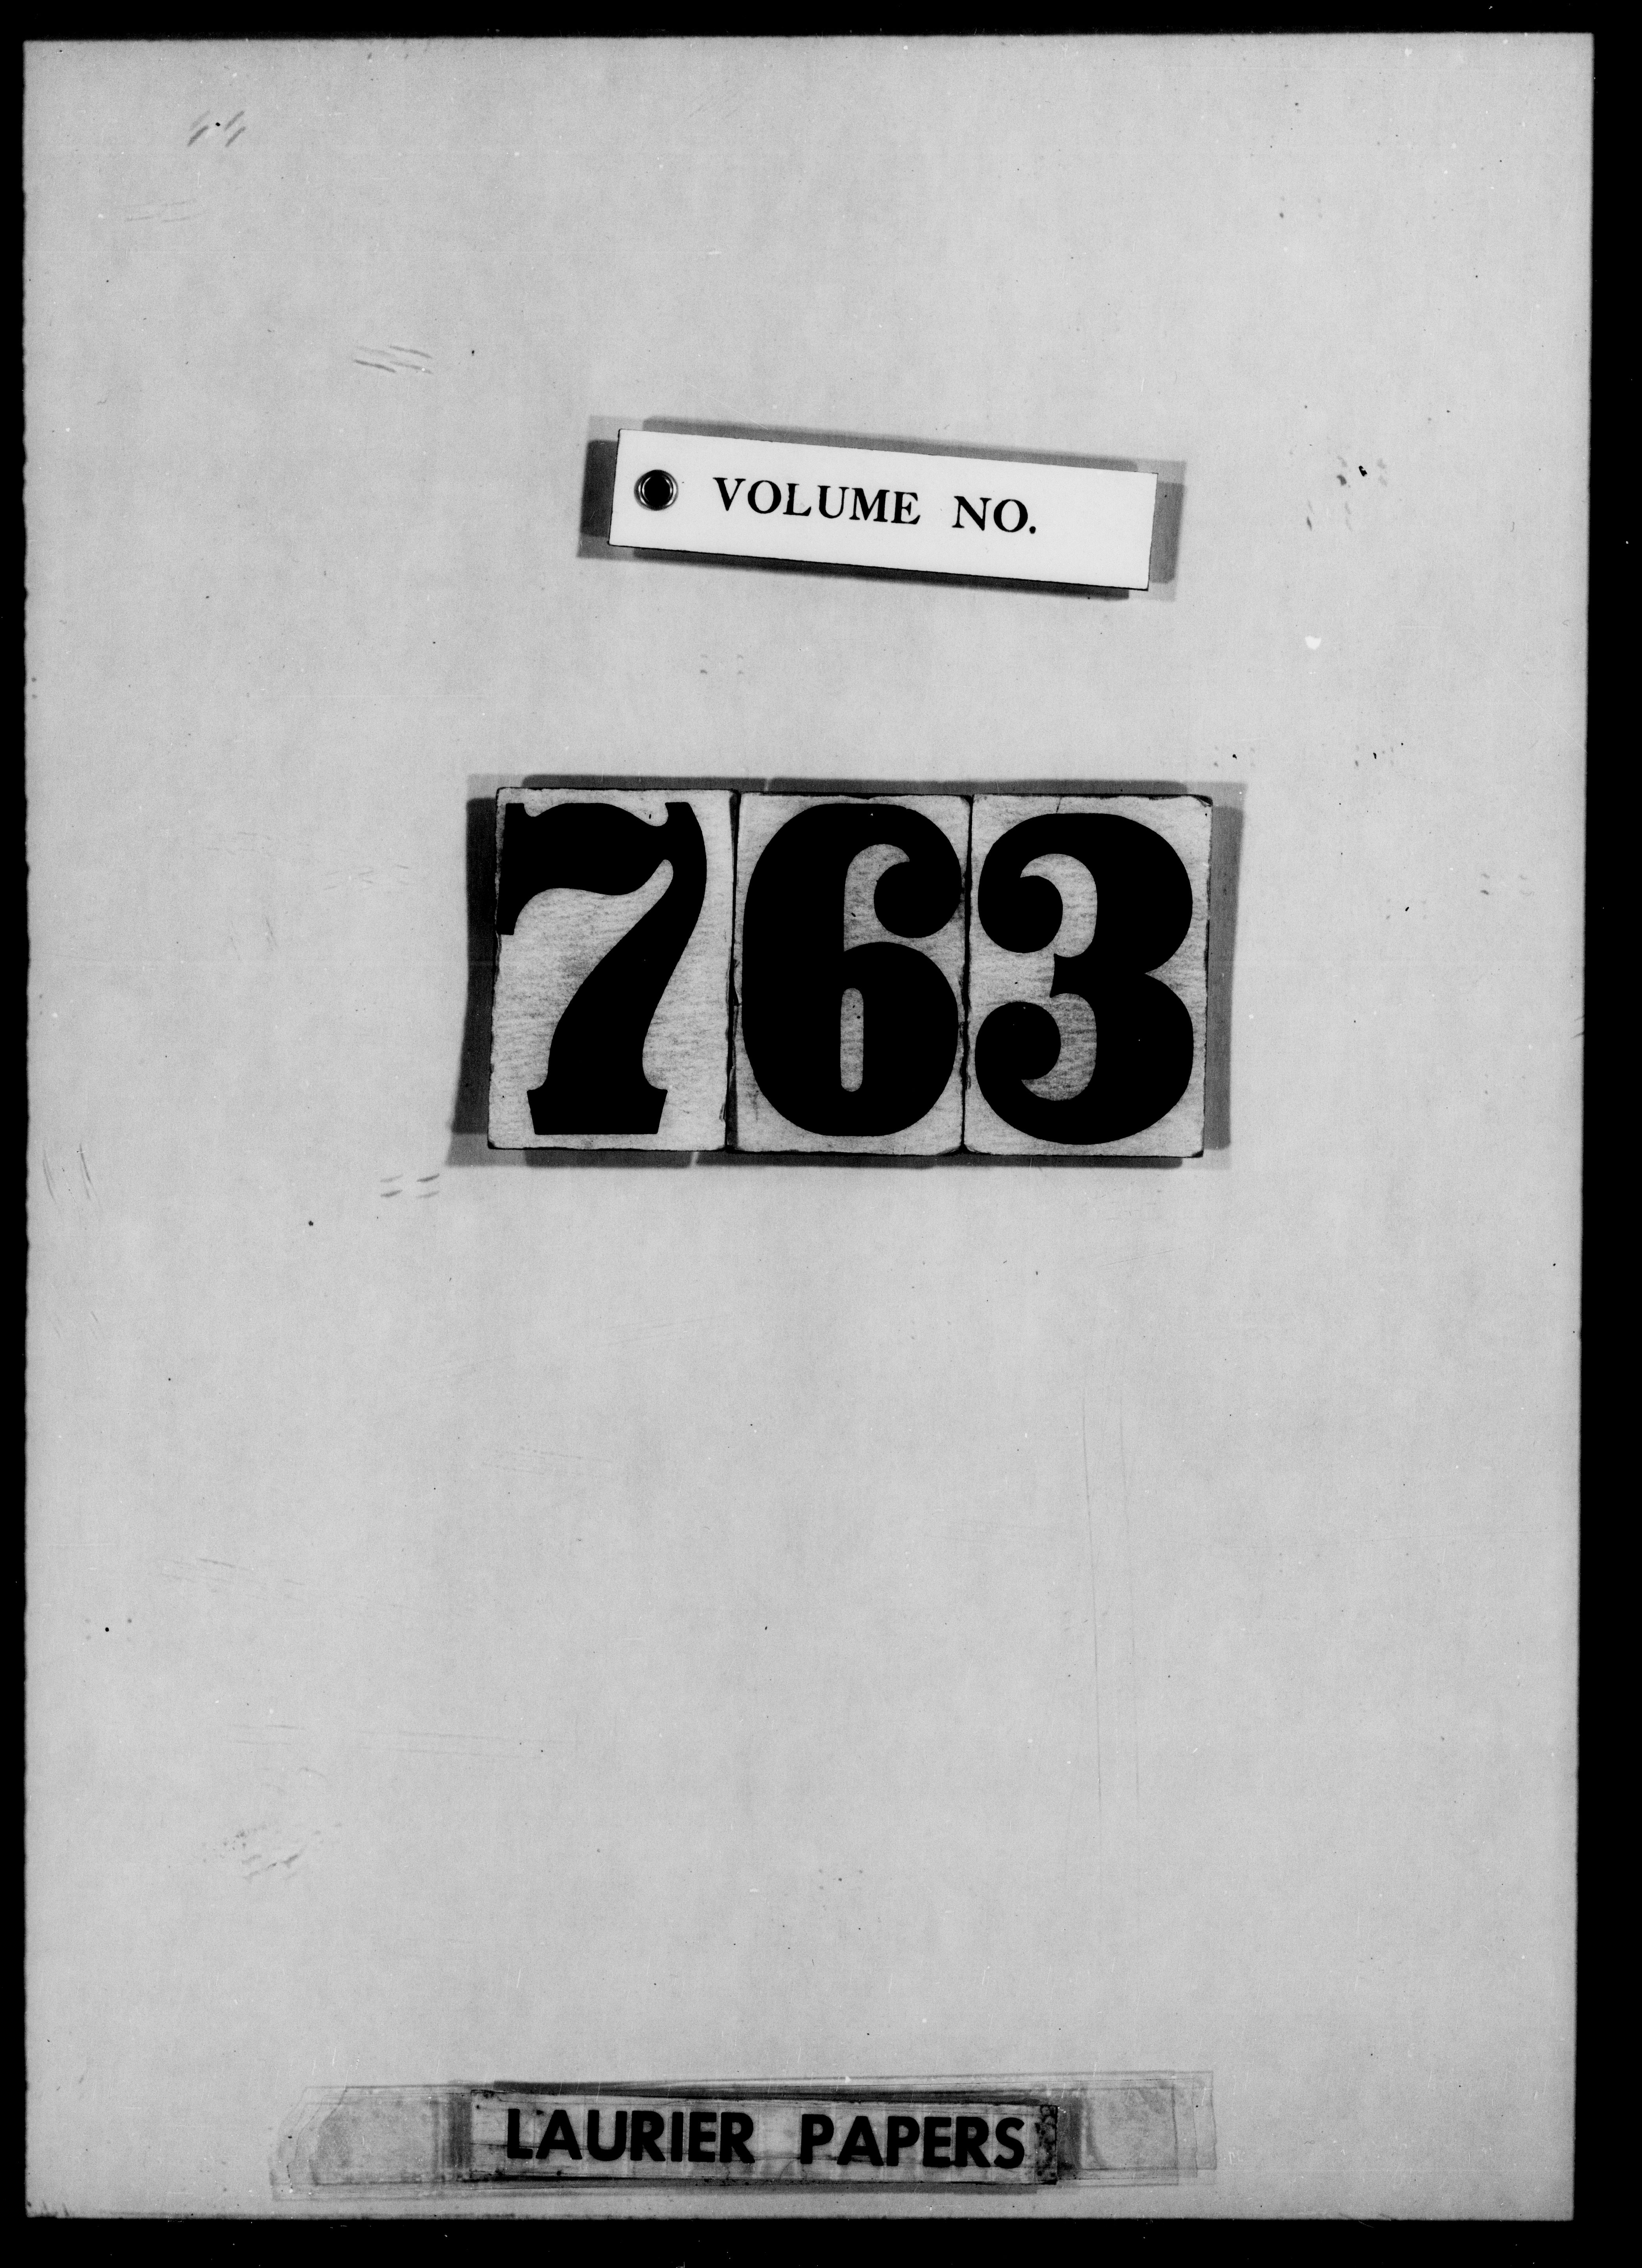 VOLUME NO.
763
LAURIER PAPERS